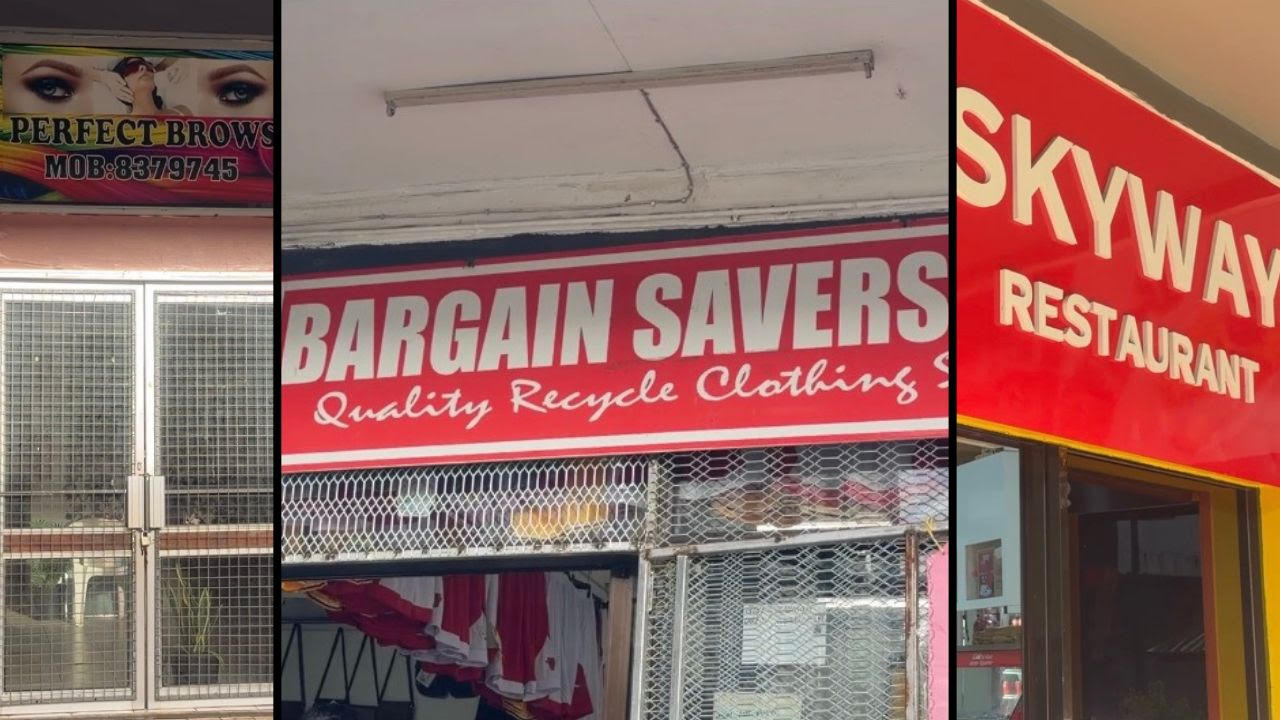 PERFECT BROWS
MOB:8379745
BARGAIN SAVERS
Quality Recycle Clothing S
SKYWAY
RESTAURANT